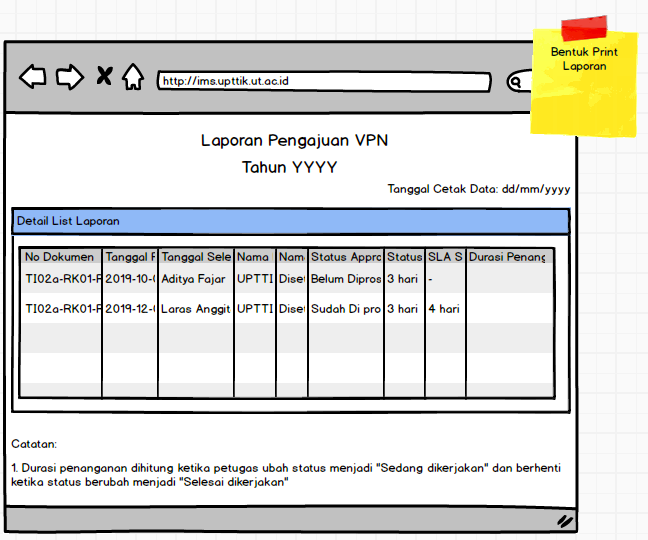 Bentuk Print
Laporan
http://ims.upttik.ut.ac.id
Laporan Pengajuan VPN
Tahun YYYY
Tanggal Cetak Data: dd/mm/yyyy
Detail List Laporan
No Dokumen Tanggal Tanggal Sele Nama Nam Status Appro Status SLA S Durasi Penang
TI02a-RK01- 2019-10- Aditya Fajar UPTTI Diset Belum Dipros 3 hari -
TI02a-RK01- 2019-12- Laras Anggit UPTTI Diset Sudah Di pro 3 hari 4 hari
Catatan:
1. Durasi penanganan dihitung ketika petugas ubah status menjadi "Sedang dikerjakan" dan berhenti
ketika status berubah menjadi "Selesai dikerjakan"